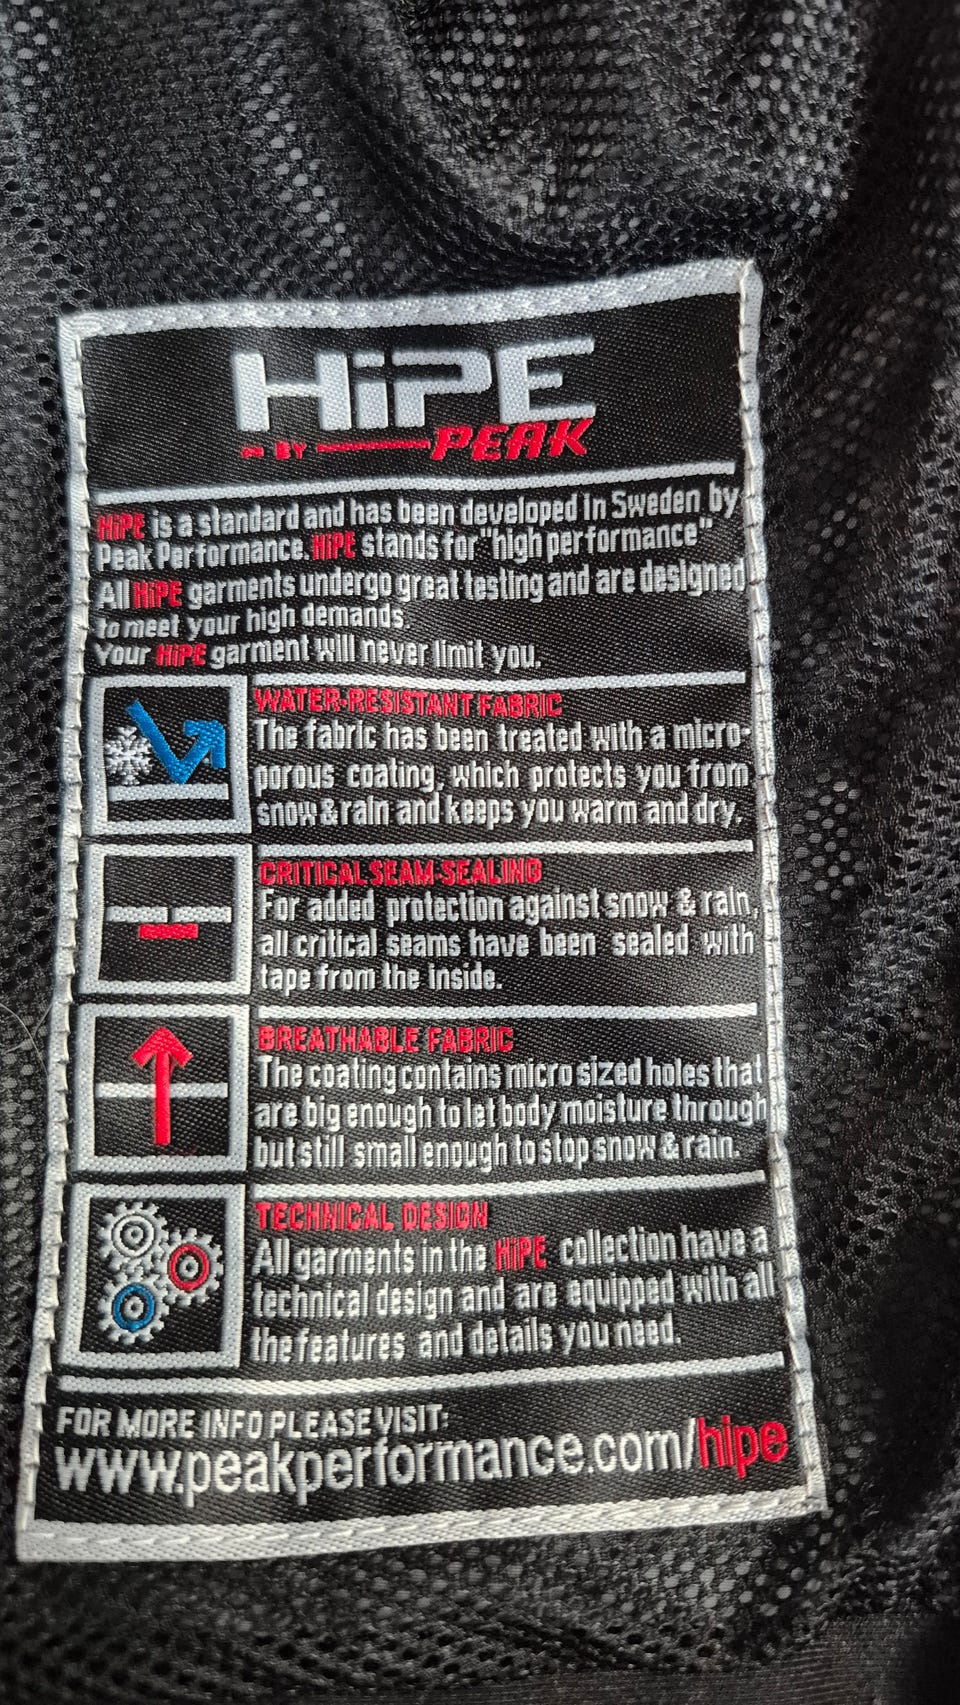 HiPE
BY PEAK
HiPE is a standard and has been developed In Sweden by
Peak Performance. HiPE stands for "high performance"
All HiPE garments undergo great testing and are designed
to meet your high demands.
Your HiPE garment will never limit you.
WATER-RESISTANT FABRIC
The fabric has been treated with a micro-
porous coating, which protects you from
snow & rain and keeps you warm and dry.
CRITICAL SEAM-SEALING
For added protection against snow & rain,
all critical seams have been sealed with
tape from the inside.
BREATHABLE FABRIC
The coating contains micro sized holes that
are big enough to let body moisture through
but still small enough to stop snow & rain.
TECHNICAL DESIGN
All garments in the HiPE collection have a
technical design and are equipped with all
the features and details you need.
FOR MORE INFO PLEASE VISIT:
www.peakperformance.com/hipe